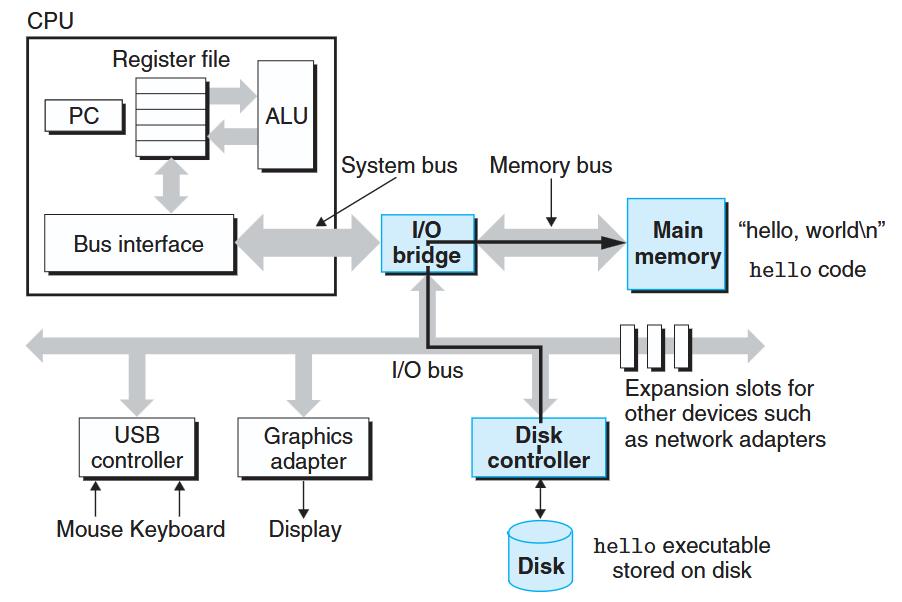 CPU
Register file
PC
ALU
System bus
Memory bus
Bus interface
I/O
bridge
Main
memory
“hello, world\n”
hello code
I/O bus
Expansion slots for
other devices such
as network adapters
USB
controller
Graphics
adapter
Disk
controller
Mouse Keyboard
Display
Disk
hello executable
stored on disk